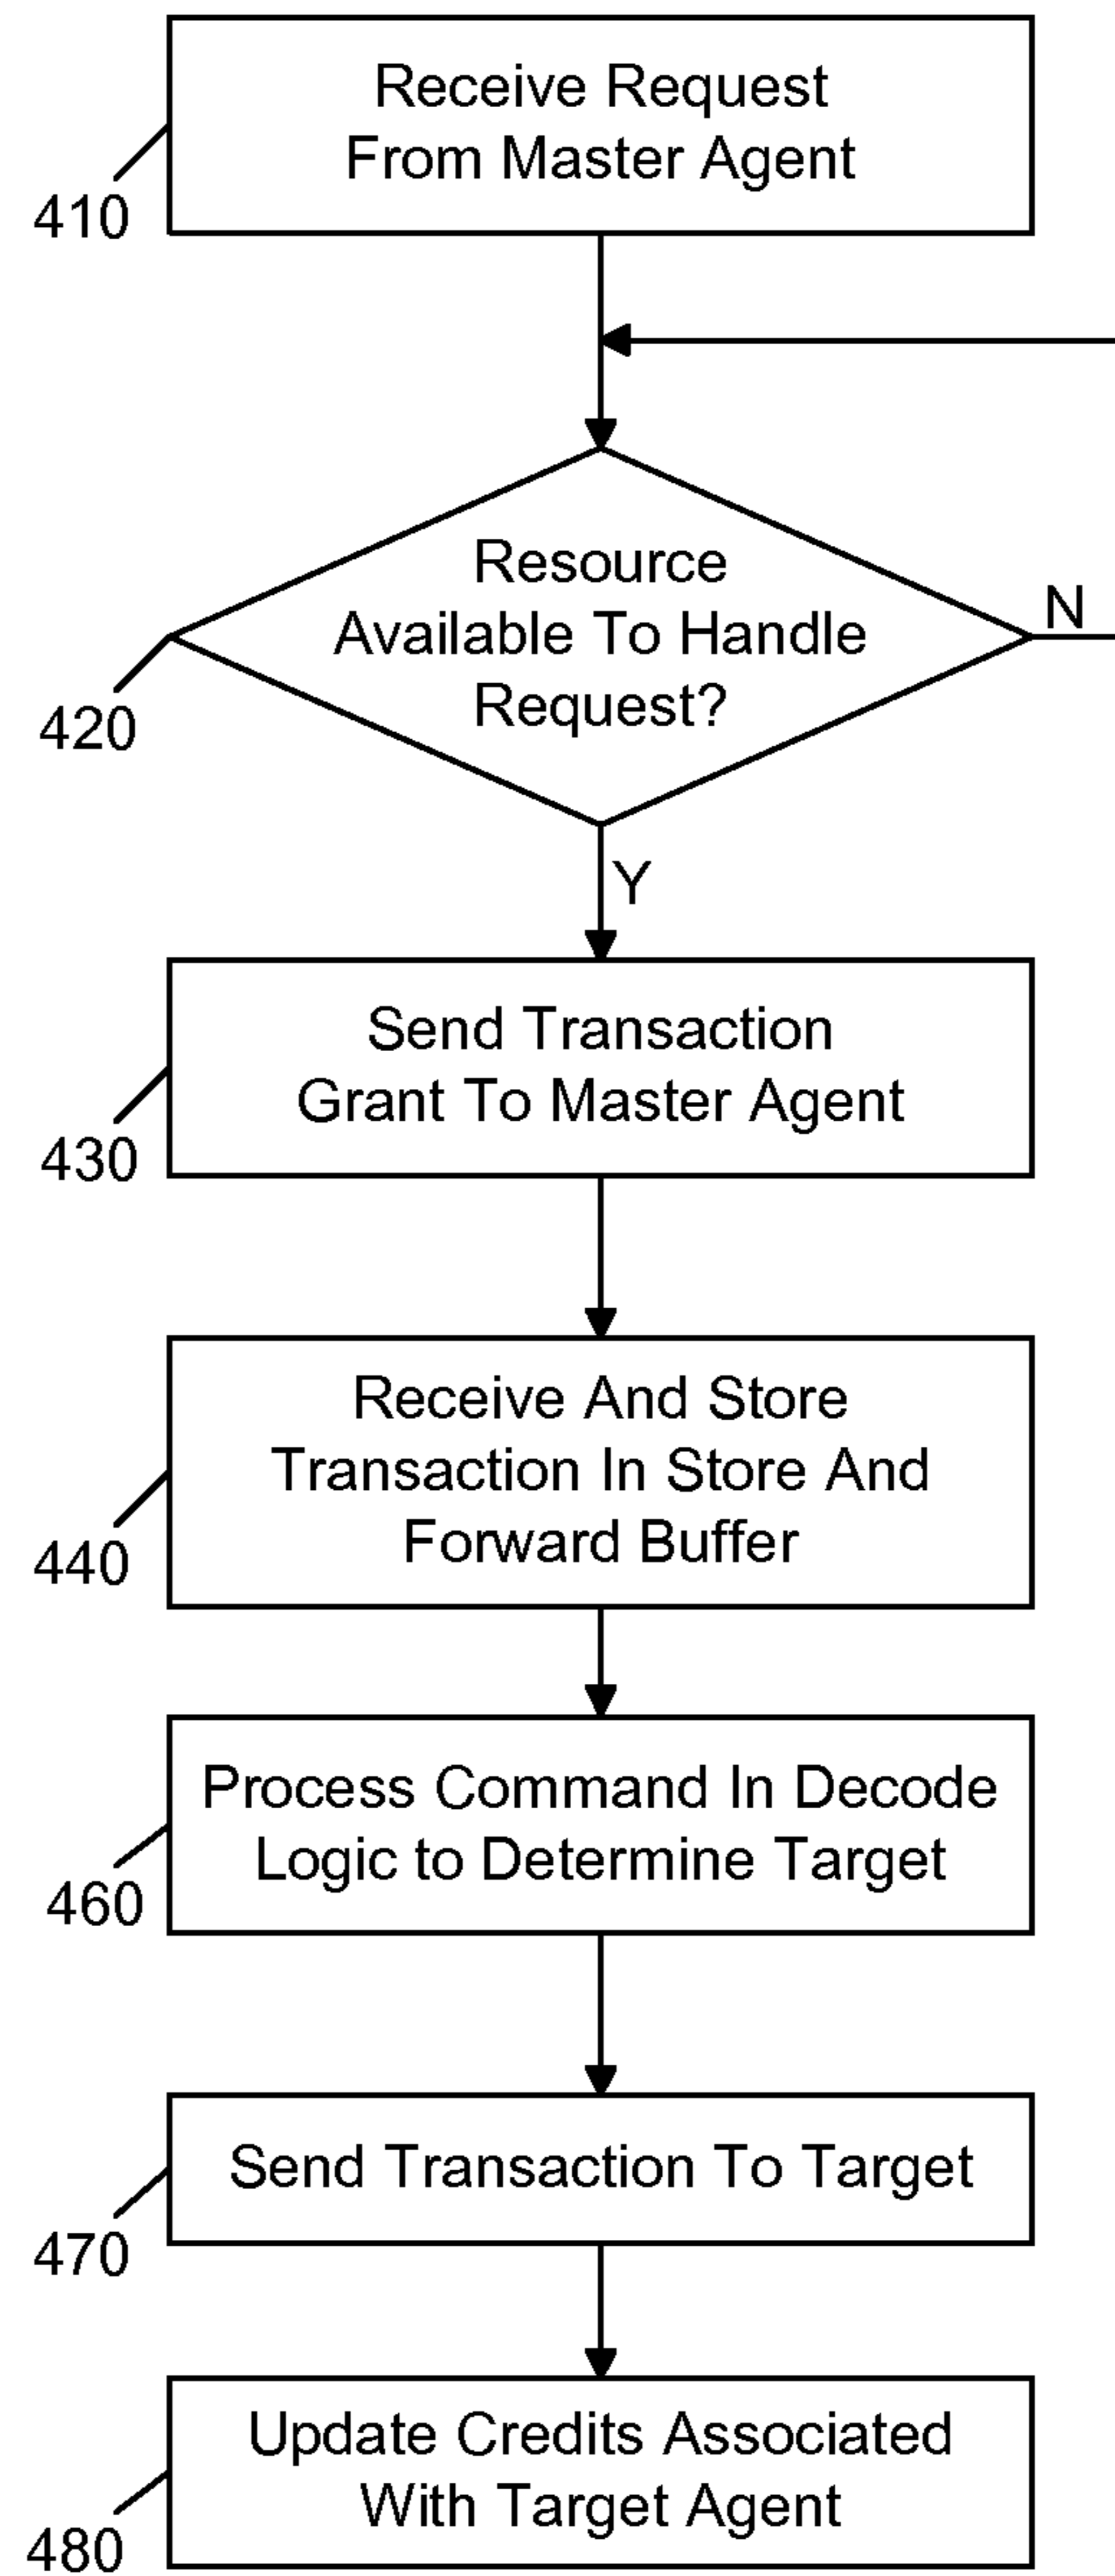 Receive Request
From Master Agent
410
Resource
Available To Handle
Request?
N
420
Y
Send Transaction
Grant To Master Agent
430
Receive And Store
Transaction In Store And
Forward Buffer
440
Process Command In Decode
Logic to Determine Target
460
Send Transaction To Target
470
Update Credits Associated
With Target Agent
480